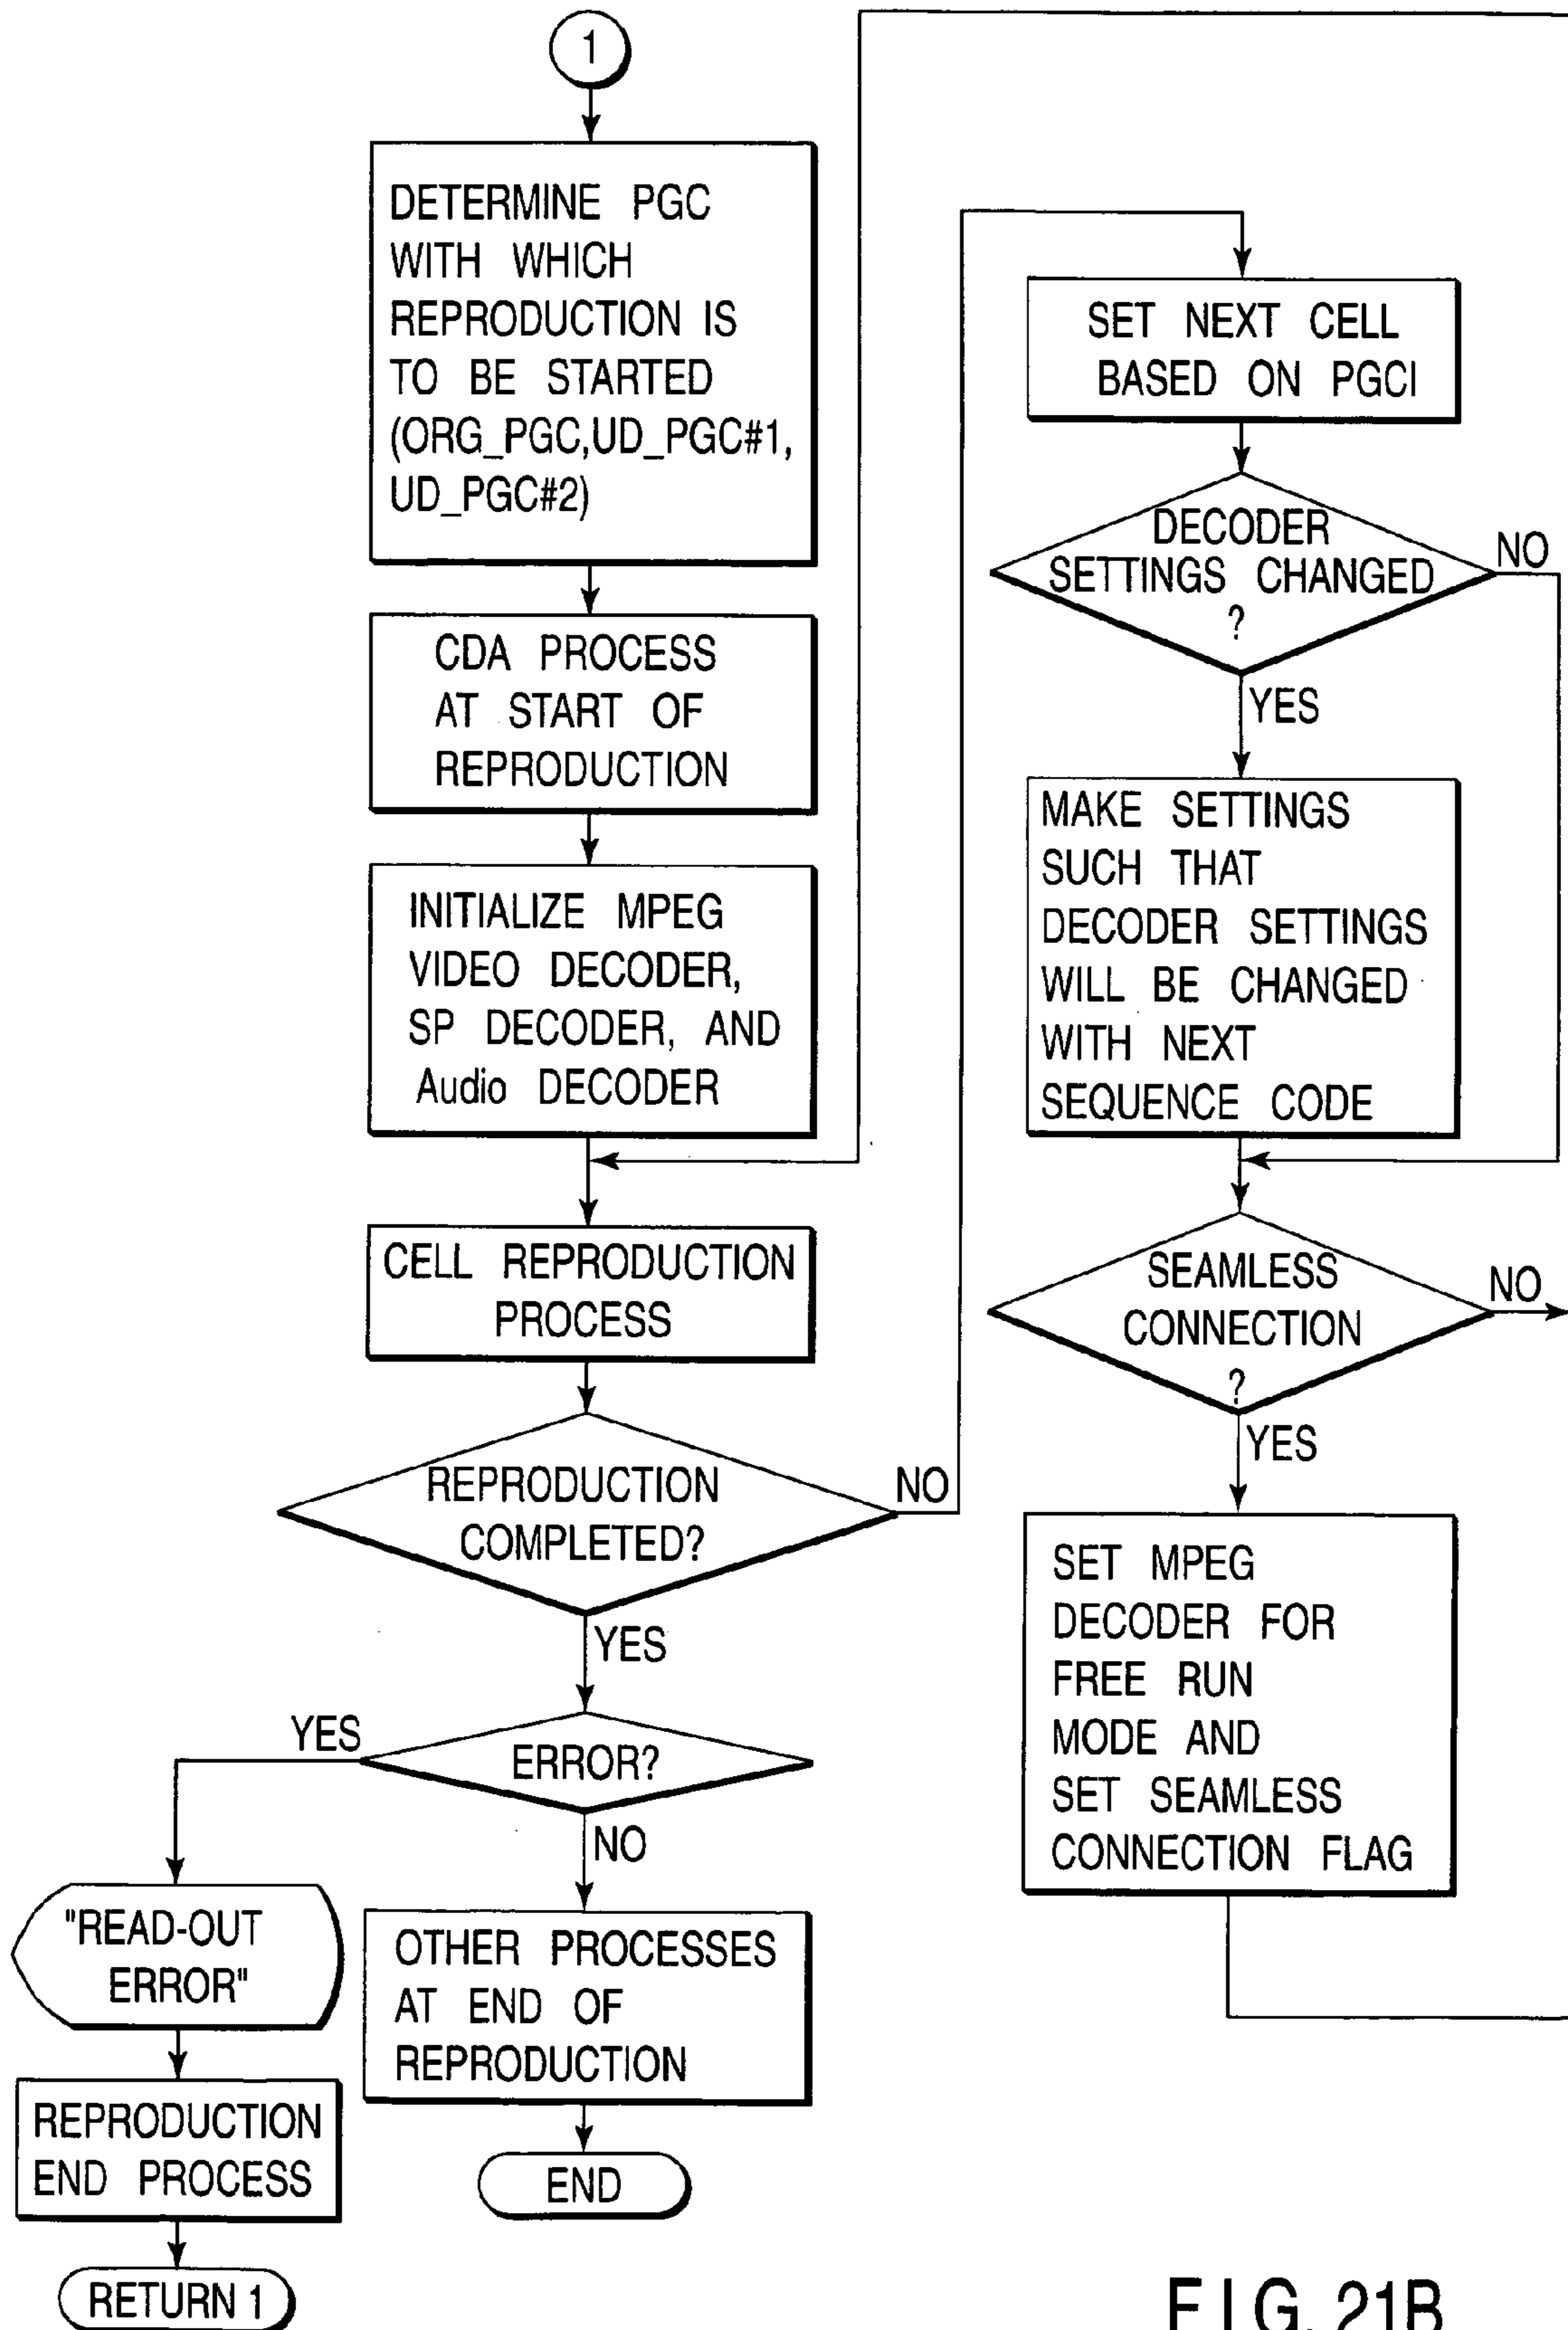 1
DETERMINE PGC
WITH WHICH
REPRODUCTION IS
TO BE STARTED
(ORG_PGC,UD_PGC#1,
UD_PGC#2)
CDA PROCESS
AT START OF
REPRODUCTION
INITIALIZE MPEG
VIDEO DECODER,
SP DECODER, AND
Audio DECODER
CELL REPRODUCTION
PROCESS
REPRODUCTION
COMPLETED?
NO
YES
ERROR?
YES
NO
"READ-OUT
ERROR"
REPRODUCTION
END PROCESS
RETURN 1
OTHER PROCESSES
AT END OF
REPRODUCTION
END
SET NEXT CELL
BASED ON PGCI
DECODER
SETTINGS CHANGED
?
NO
YES
MAKE SETTINGS
SUCH THAT
DECODER SETTINGS
WILL BE CHANGED
WITH NEXT
SEQUENCE CODE
SEAMLESS
CONNECTION
?
NO
YES
SET MPEG
DECODER FOR
FREE RUN
MODE AND
SET SEAMLESS
CONNECTION FLAG
FIG. 21B